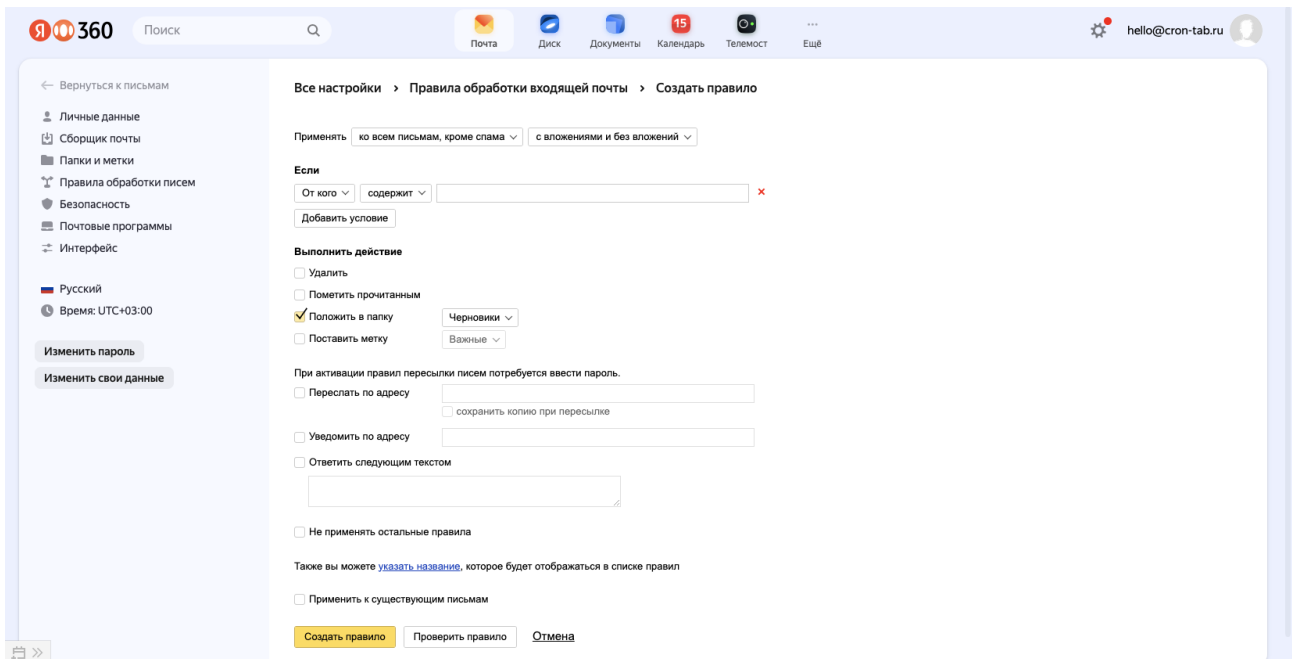 Я 360
Поиск
Почта
Диск
Документы
15
Календарь
Телемост
Ещё
hello@cron-tab.ru
Вернуться к письмам
Личные данные
Сборщик почты
Папки и метки
Правила обработки писем
Безопасность
Почтовые программы
Интерфейс
Русский
Время: UTC+03:00
Изменить пароль
Изменить свои данные
Все настройки › Правила обработки входящей почты › Создать правило
Применять ко всем письмам, кроме спама с вложениями и без вложений
Если
От кого содержит
Добавить условие
Выполнить действие
Удалить
Пометить прочитанным
Положить в папку Черновики
Поставить метку Важные
При активации правил пересылки писем потребуется ввести пароль.
Переслать по адресу
сохранить копию при пересылке
Уведомить по адресу
Ответить следующим текстом
Не применять остальные правила
Также вы можете указать название, которое будет отображаться в списке правил
Применить к существующим письмам
Создать правило Проверить правило Отмена